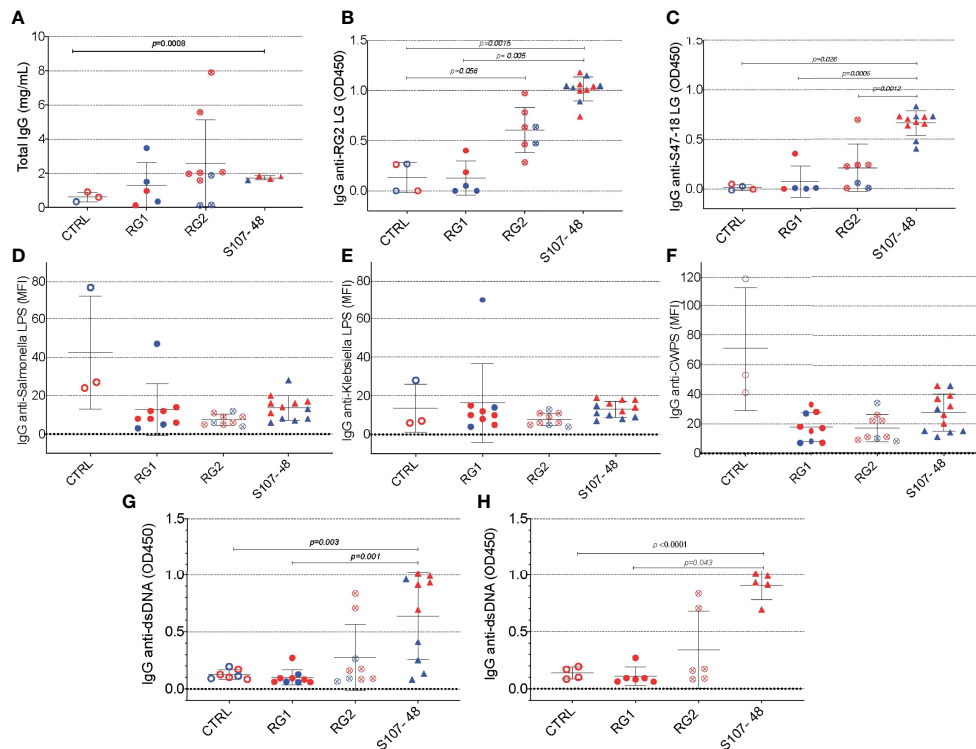 A
Total IgG (mg/mL)
p=0.0008
10
8
6
4
2
0
CTRL
RG1
RG2
S107-48
B
IgG anti-RG2 LG (OD450)
p=0.0015
p=0.005
p=0.056
1.5
1.0
0.5
0.0
CTRL
RG1
RG2
S107-48
C
IgG anti-S47-18 LG (OD450)
p=0.026
p=0.0006
p=0.0012
1.5
1.0
0.5
0.0
CTRL
RG1
RG2
S107-48
D
IgG anti-Salmonella LPS (MFI)
80
60
40
20
0
CTRL
RG1
RG2
S107-48
E
IgG anti-Klebsiella LPS (MFI)
80
60
40
20
0
CTRL
RG1
RG2
S107-48
F
IgG anti-CWPS (MFI)
120
100
80
60
40
20
0
CTRL
RG1
RG2
S107-48
G
IgG anti-dsDNA (OD450)
p=0.003
p=0.001
1.5
1.0
0.5
0.0
CTRL
RG1
RG2
S107-48
H
IgG anti-dsDNA (OD450)
p <0.0001
p=0.043
1.5
1.0
0.5
0.0
CTRL
RG1
RG2
S107-48